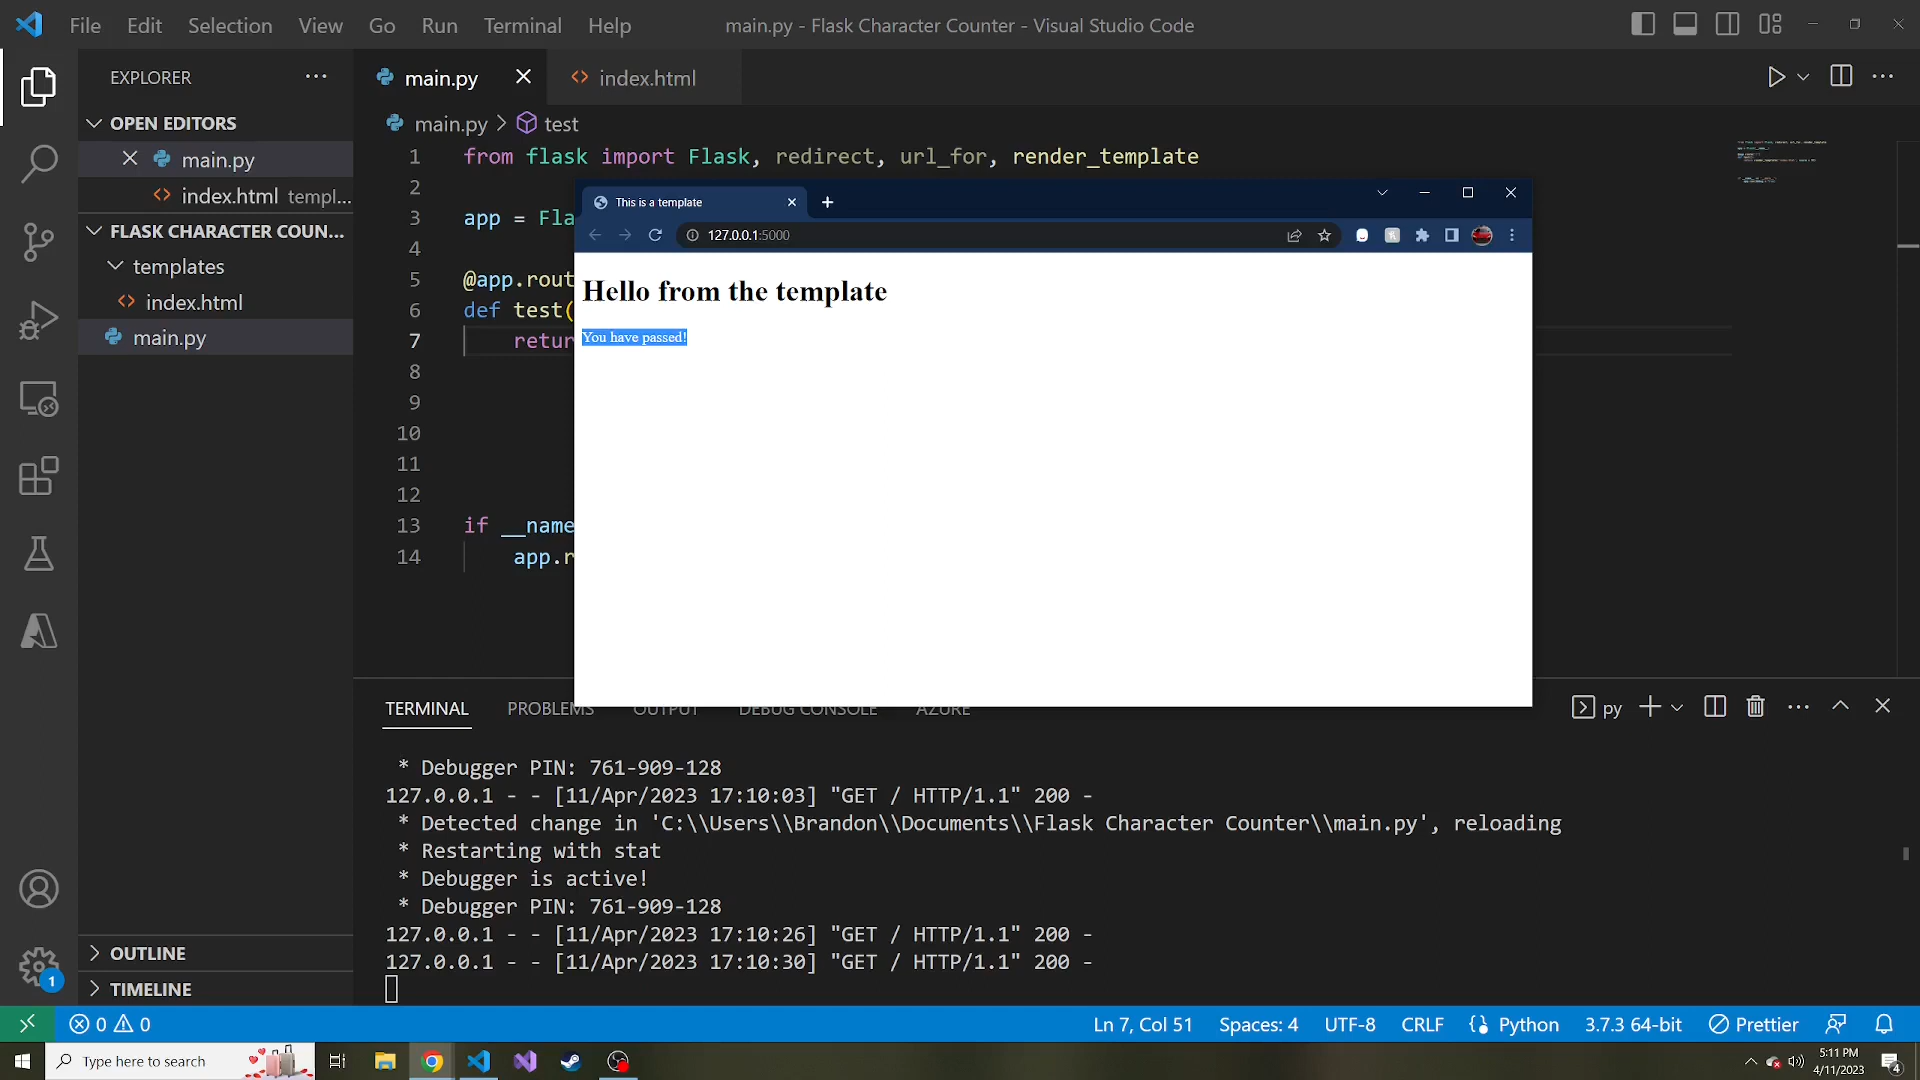 File Edit Selection View Go Run Terminal Help
main.py - Flask Character Counter - Visual Studio Code
EXPLORER
OPEN EDITORS
main.py
index.html templ...
FLASK CHARACTER COUN...
templates
index.html
main.py
OUTLINE
TIMELINE
main.py
index.html
main.py > test
1 from flask import Flask, redirect, url_for, render_template
2
3 app = Fla
4
5 @app.rout
6 def test(
7 retur
8
9
10
11
12
13 if __name
14 app.r
This is a template
127.0.0.1:5000
Hello from the template
You have passed!
TERMINAL PROBLEMS OUTPUT DEBUG CONSOLE AZURE
py
* Debugger PIN: 761-909-128
127.0.0.1 - - [11/Apr/2023 17:10:03] "GET / HTTP/1.1" 200 -
* Detected change in 'C:\\Users\\Brandon\\Documents\\Flask Character Counter\\main.py', reloading
* Restarting with stat
* Debugger is active!
* Debugger PIN: 761-909-128
127.0.0.1 - - [11/Apr/2023 17:10:26] "GET / HTTP/1.1" 200 -
127.0.0.1 - - [11/Apr/2023 17:10:30] "GET / HTTP/1.1" 200 -
1
0 0
Ln 7, Col 51 Spaces: 4 UTF-8 CRLF Python 3.7.3 64-bit Prettier
Type here to search
5:11 PM
4/11/2023
4